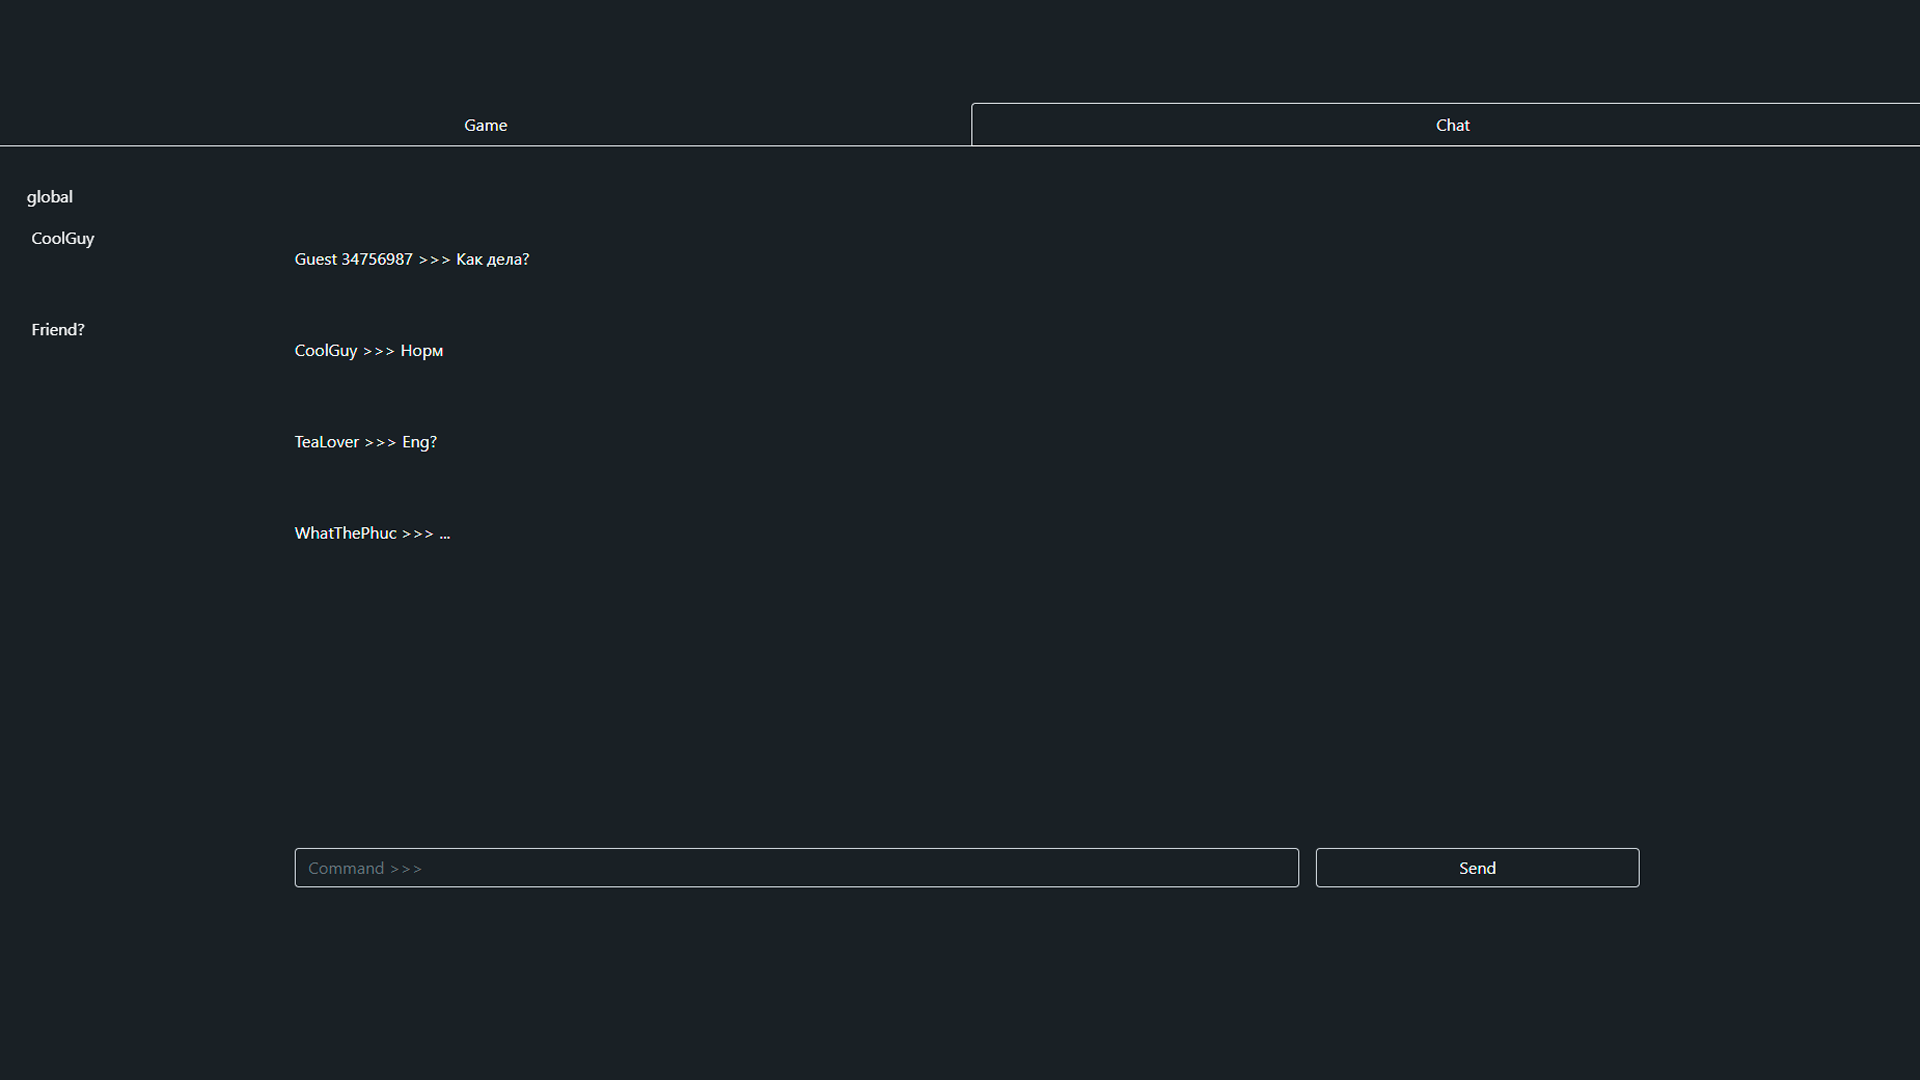 Game
Chat
global
CoolGuy
Friend?
Guest 34756987 >>> Как дела?
CoolGuy >>> Норм
TeaLover >>> Eng?
WhatThePhuc >>> ...
Command >>>
Send